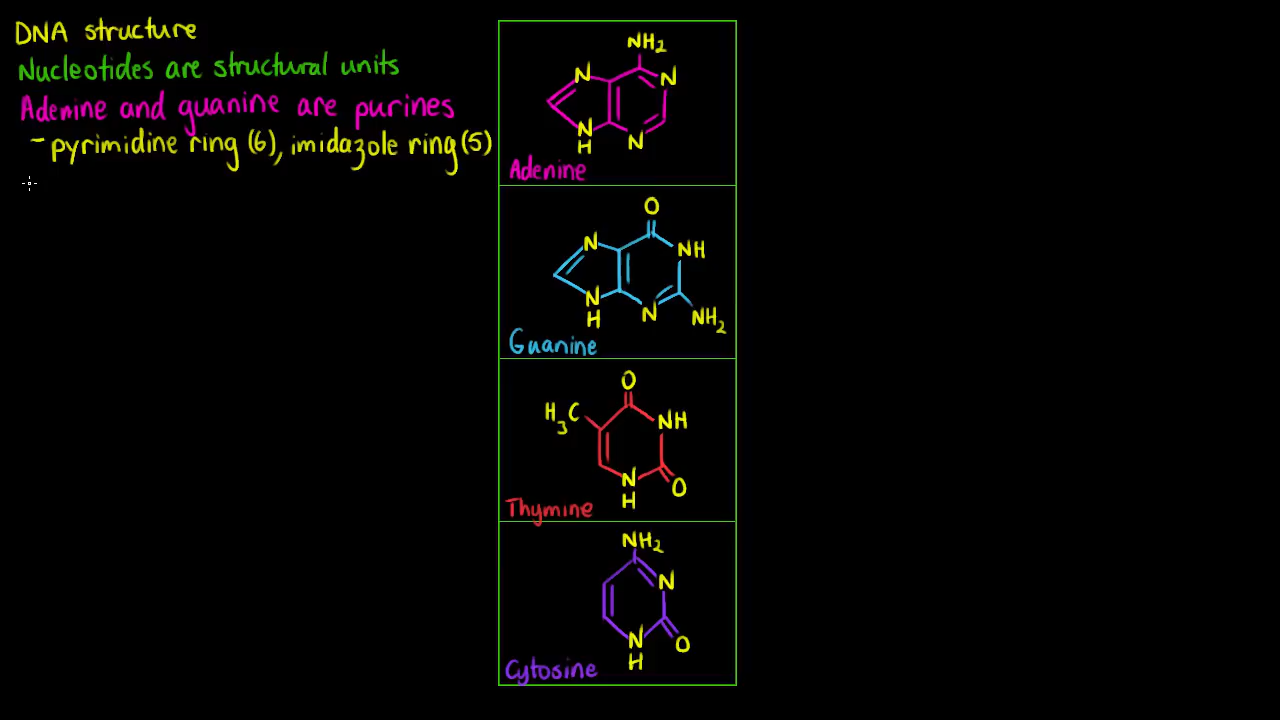 DNA structure
Nucleotides are structural units
Adenine and guanine are purines
- pyrimidine ring (6), imidazole ring (5)
NH2
N
N
N
H
N
Adenine
O
N
NH
N
H
N
NH2
Guanine
O
H3C
NH
N
H
O
Thymine
NH2
N
N
H
O
Cytosine